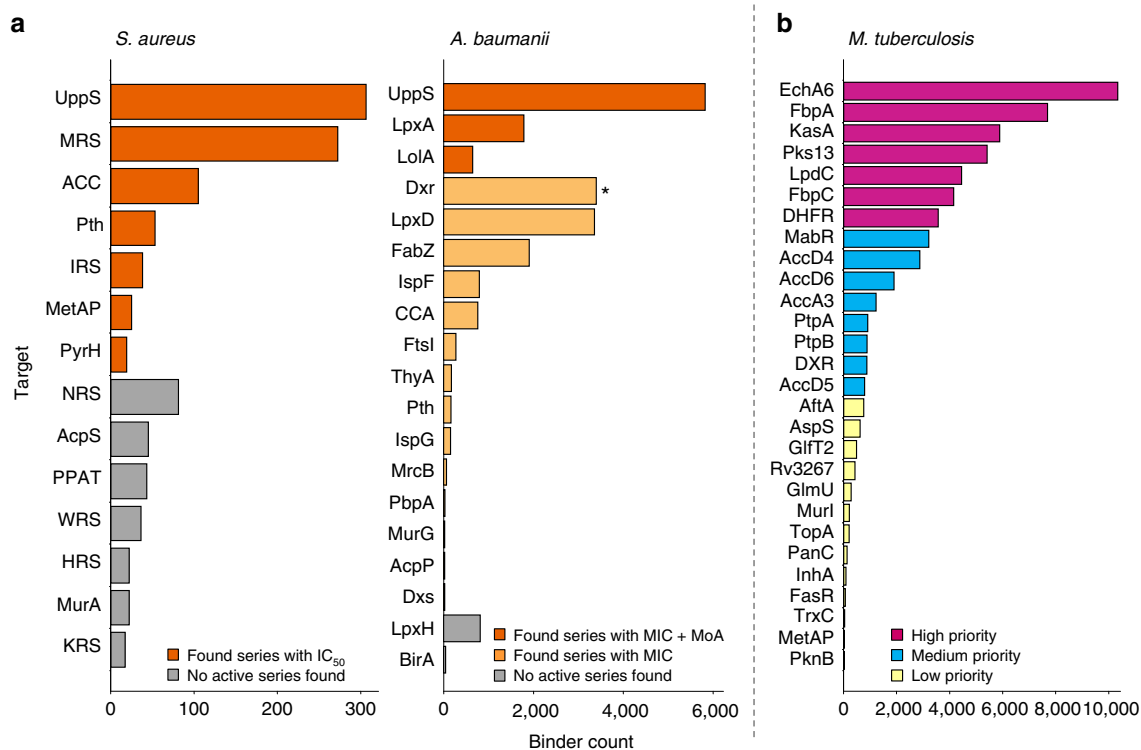 a
S. aureus
Target
UppS
MRS
ACC
Pth
IRS
MetAP
PyrH
NRS
AcpS
PPAT
WRS
HRS
MurA
KRS
Found series with IC50
No active series found
0
100
200
300
A. baumanii
UppS
LpxA
LolA
Dxr
*
LpxD
FabZ
IspF
CCA
FtsI
ThyA
Pth
IspG
MrcB
PbpA
MurG
AcpP
Dxs
LpxH
BirA
Found series with MIC + MoA
Found series with MIC
No active series found
0
2,000
4,000
6,000
Binder count
b
M. tuberculosis
EchA6
FbpA
KasA
Pks13
LpdC
FbpC
DHFR
MabR
AccD4
AccD6
AccA3
PtpA
PtpB
DXR
AccD5
AftA
AspS
GlfT2
Rv3267
GlmU
MurI
TopA
PanC
InhA
FasR
TrxC
MetAP
PknB
High priority
Medium priority
Low priority
0
2,000
4,000
6,000
8,000
10,000